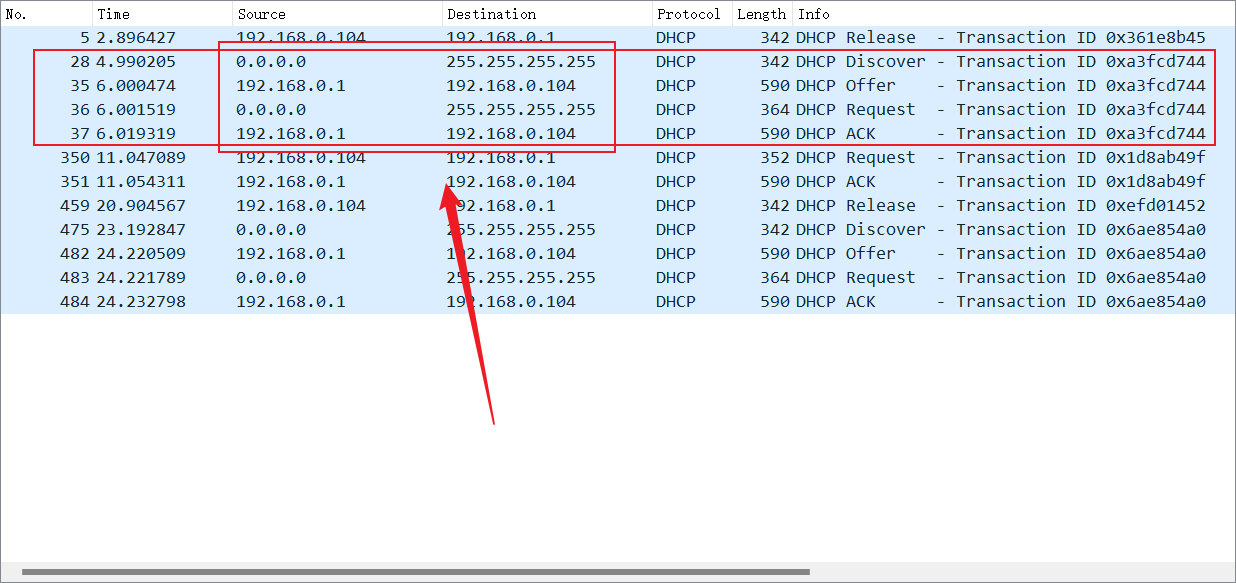 No. Time Source Destination Protocol Length Info
5 2.896427 192.168.0.104 192.168.0.1 DHCP 342 DHCP Release - Transaction ID 0x361e8b45
28 4.990205 0.0.0.0 255.255.255.255 DHCP 342 DHCP Discover - Transaction ID 0xa3fcd744
35 6.000474 192.168.0.1 192.168.0.104 DHCP 590 DHCP Offer - Transaction ID 0xa3fcd744
36 6.001519 0.0.0.0 255.255.255.255 DHCP 364 DHCP Request - Transaction ID 0xa3fcd744
37 6.019319 192.168.0.1 192.168.0.104 DHCP 590 DHCP ACK - Transaction ID 0xa3fcd744
350 11.047089 192.168.0.104 192.168.0.1 DHCP 352 DHCP Request - Transaction ID 0x1d8ab49f
351 11.054311 192.168.0.1 192.168.0.104 DHCP 590 DHCP ACK - Transaction ID 0x1d8ab49f
459 20.904567 192.168.0.104 192.168.0.1 DHCP 342 DHCP Release - Transaction ID 0xefd01452
475 23.192847 0.0.0.0 255.255.255.255 DHCP 342 DHCP Discover - Transaction ID 0x6ae854a0
482 24.220509 192.168.0.1 192.168.0.104 DHCP 590 DHCP Offer - Transaction ID 0x6ae854a0
483 24.221789 0.0.0.0 255.255.255.255 DHCP 364 DHCP Request - Transaction ID 0x6ae854a0
484 24.232798 192.168.0.1 192.168.0.104 DHCP 590 DHCP ACK - Transaction ID 0x6ae854a0